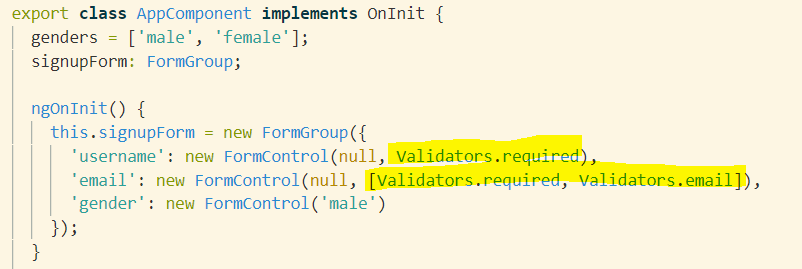 export class AppComponent implements OnInit {
genders = ['male', 'female'];
signupForm: FormGroup;
ngOnInit() {
this.signupForm = new FormGroup({
'username': new FormControl(null, Validators.required),
'email': new FormControl(null, [Validators.required, Validators.email]),
'gender': new FormControl('male')
});
}